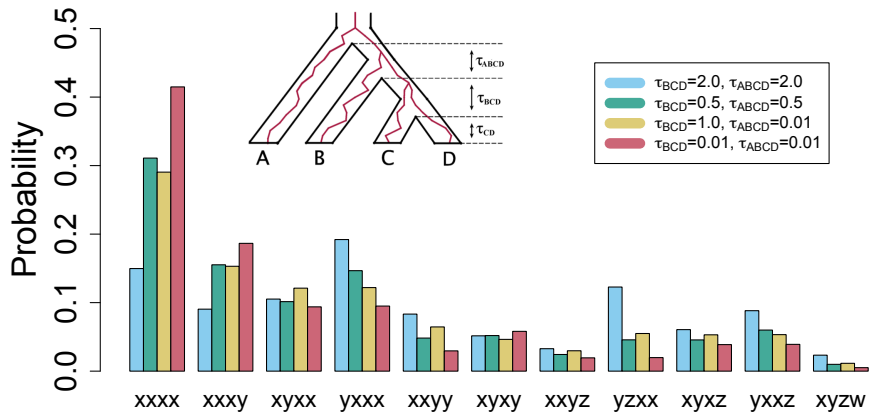 Probability
0.5
0.4
0.3
0.2
0.1
0.0
τABCD
τBCD
τCD
A B C D
τBCD=2.0, τABCD=2.0
τBCD=0.5, τABCD=0.5
τBCD=1.0, τABCD=0.01
τBCD=0.01, τABCD=0.01
xxxx xxxy xyxx yxxx xxyy xyxy xxyz yzxx xyxz yxxz xyzw